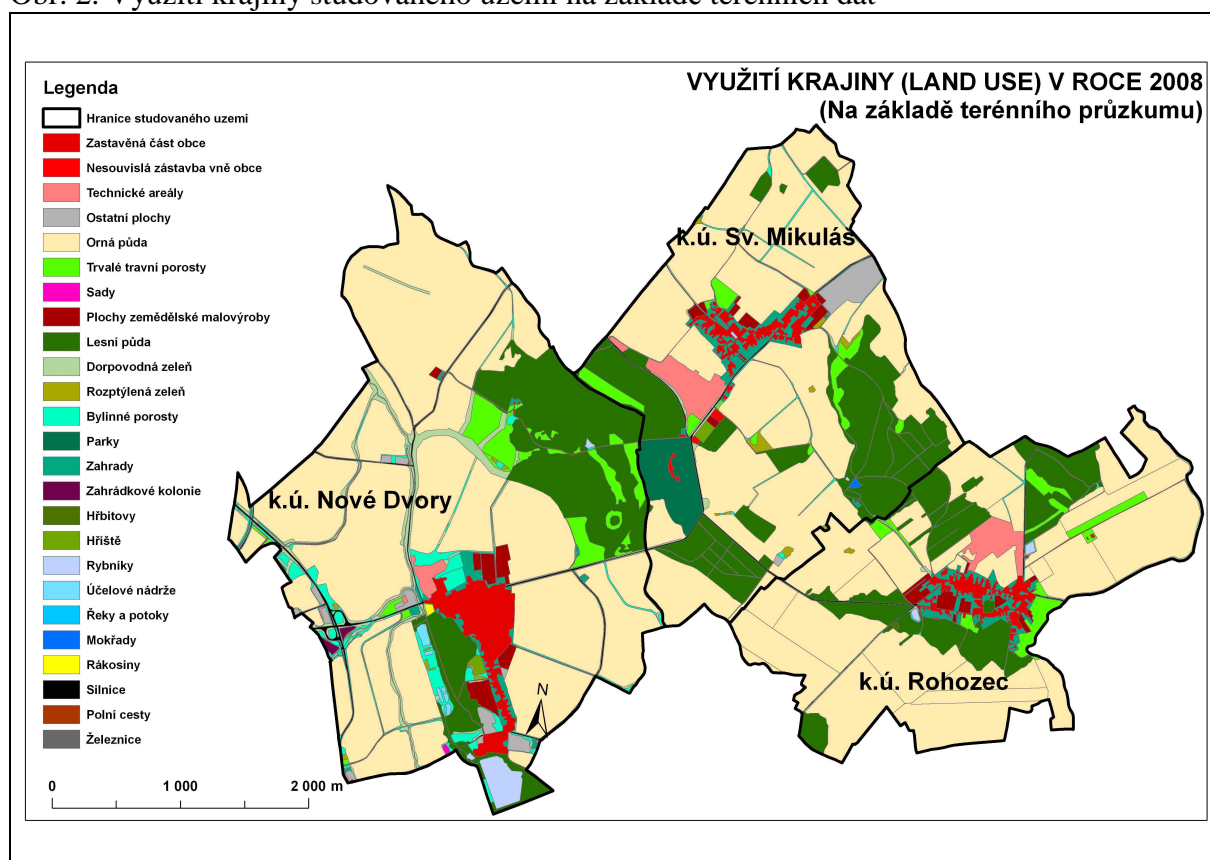 Obr. 2: Využití krajiny studovaného území na základě terénních dat
VYUŽITÍ KRAJINY (LAND USE) V ROCE 2008
(Na základě terénního průzkumu)
Legenda
Hranice studovaného uzemi
Zastavěná část obce
Nesouvislá zástavba vně obce
Technické areály
Ostatní plochy
Orná půda
Trvalé travní porosty
Sady
Plochy zemědělské malovýroby
Lesní půda
Dorpovodná zeleň
Rozptýlená zeleň
Bylinné porosty
Parky
Zahrady
Zahrádkové kolonie
Hřbitovy
Hřiště
Rybníky
Účelové nádrže
Řeky a potoky
Mokřady
Rákosiny
Silnice
Polní cesty
Železnice
0 1 000 2 000 m
k.ú. Sv. Mikuláš
k.ú. Nové Dvory
k.ú. Rohozec
N